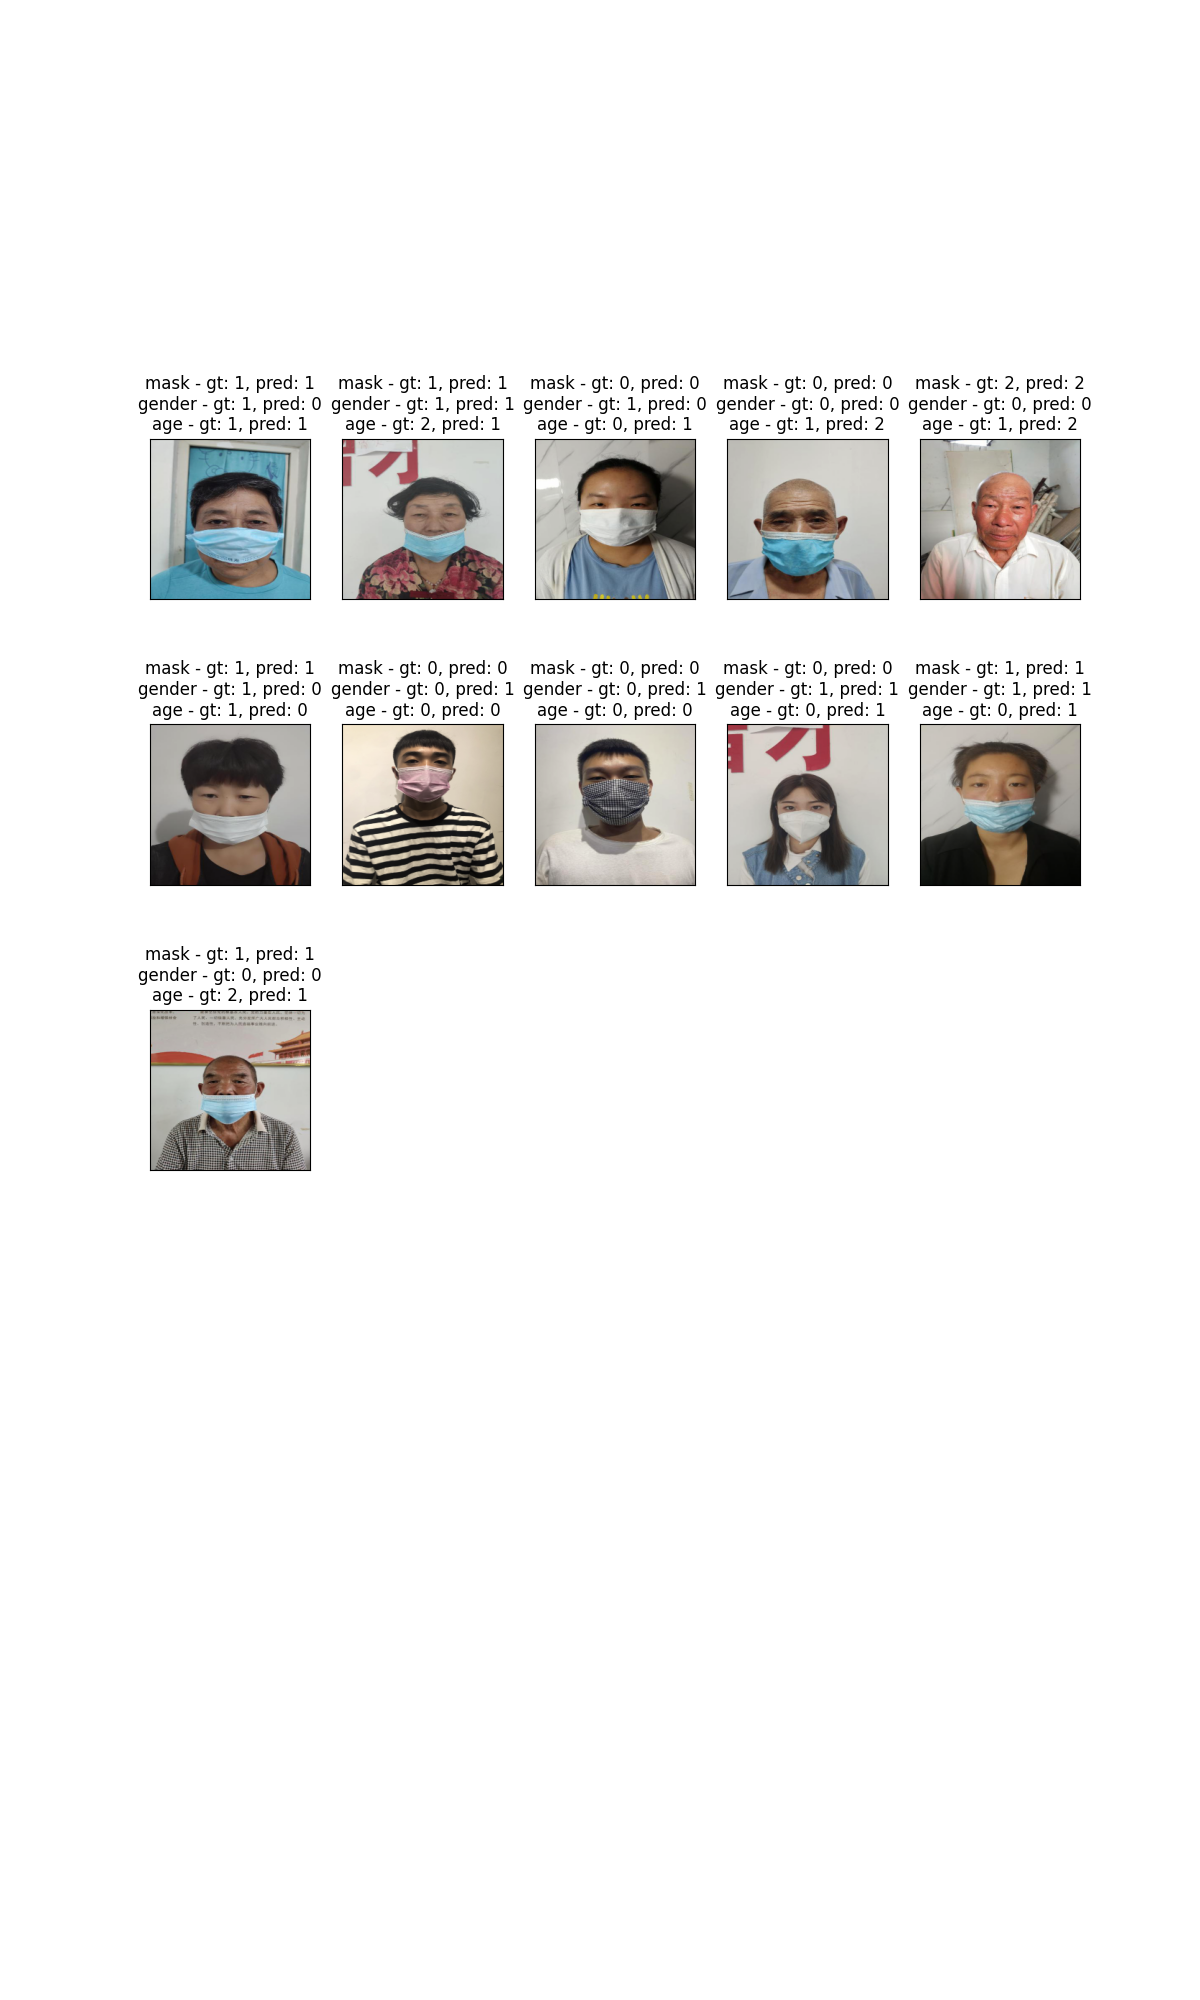 mask - gt: 1, pred: 1
gender - gt: 1, pred: 0
age - gt: 1, pred: 1
mask - gt: 1, pred: 1
gender - gt: 1, pred: 1
age - gt: 2, pred: 1
mask - gt: 0, pred: 0
gender - gt: 1, pred: 0
age - gt: 0, pred: 1
mask - gt: 0, pred: 0
gender - gt: 0, pred: 0
age - gt: 1, pred: 2
mask - gt: 2, pred: 2
gender - gt: 0, pred: 0
age - gt: 1, pred: 2
mask - gt: 1, pred: 1
gender - gt: 1, pred: 0
age - gt: 1, pred: 0
mask - gt: 0, pred: 0
gender - gt: 0, pred: 1
age - gt: 0, pred: 0
mask - gt: 0, pred: 0
gender - gt: 0, pred: 1
age - gt: 0, pred: 0
mask - gt: 0, pred: 0
gender - gt: 1, pred: 1
age - gt: 0, pred: 1
mask - gt: 1, pred: 1
gender - gt: 1, pred: 1
age - gt: 0, pred: 1
mask - gt: 1, pred: 1
gender - gt: 0, pred: 0
age - gt: 2, pred: 1